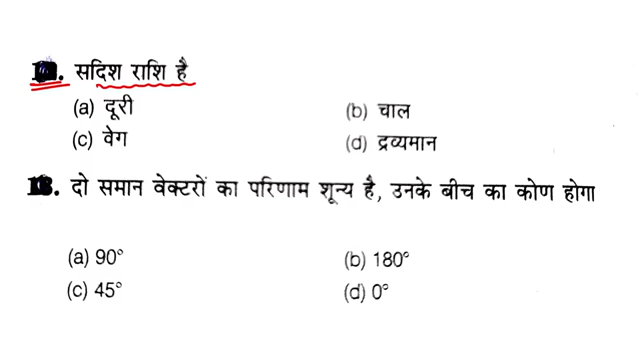 सदिश राशि है
(a) दूरी (b) चाल
(c) वेग (d) द्रव्यमान
दो समान वेक्टरों का परिणाम शून्य है, उनके बीच का कोण होगा
(a) 90° (b) 180°
(c) 45° (d) 0°